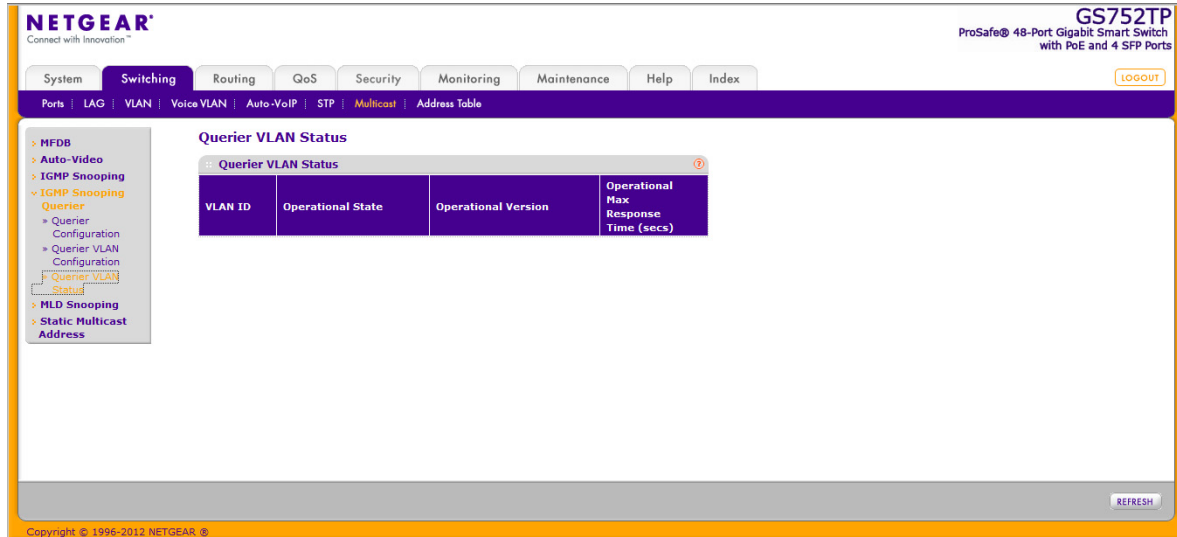 NETGEAR®
Connect with Innovation™
GS752TP
ProSafe® 48-Port Gigabit Smart Switch
with PoE and 4 SFP Ports
System Switching Routing QoS Security Monitoring Maintenance Help Index
LOGOUT
Ports | LAG | VLAN | Voice VLAN | Auto-VoIP | STP | Multicast | Address Table
MFDB
Auto-Video
IGMP Snooping
IGMP Snooping
Querier
» Querier
Configuration
» Querier VLAN
Configuration
» Querier VLAN
Status
MLD Snooping
Static Multicast
Address
Querier VLAN Status
:: Querier VLAN Status ?
VLAN ID
Operational State
Operational Version
Operational
Max
Response
Time (secs)
REFRESH
Copyright © 1996-2012 NETGEAR ®